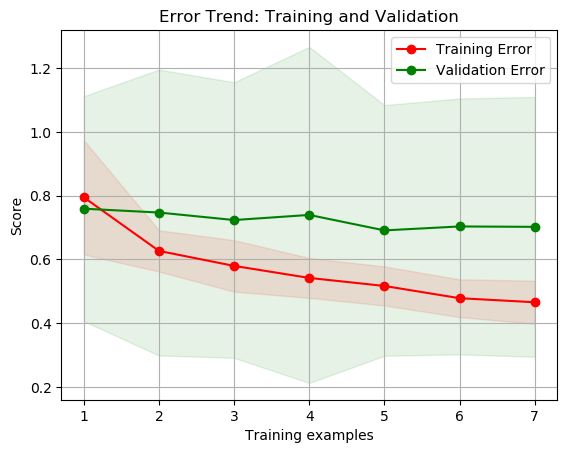 Error Trend: Training and Validation
Training Error
Validation Error
Score
1.2
1.0
0.8
0.6
0.4
0.2
1 2 3 4 5 6 7
Training examples